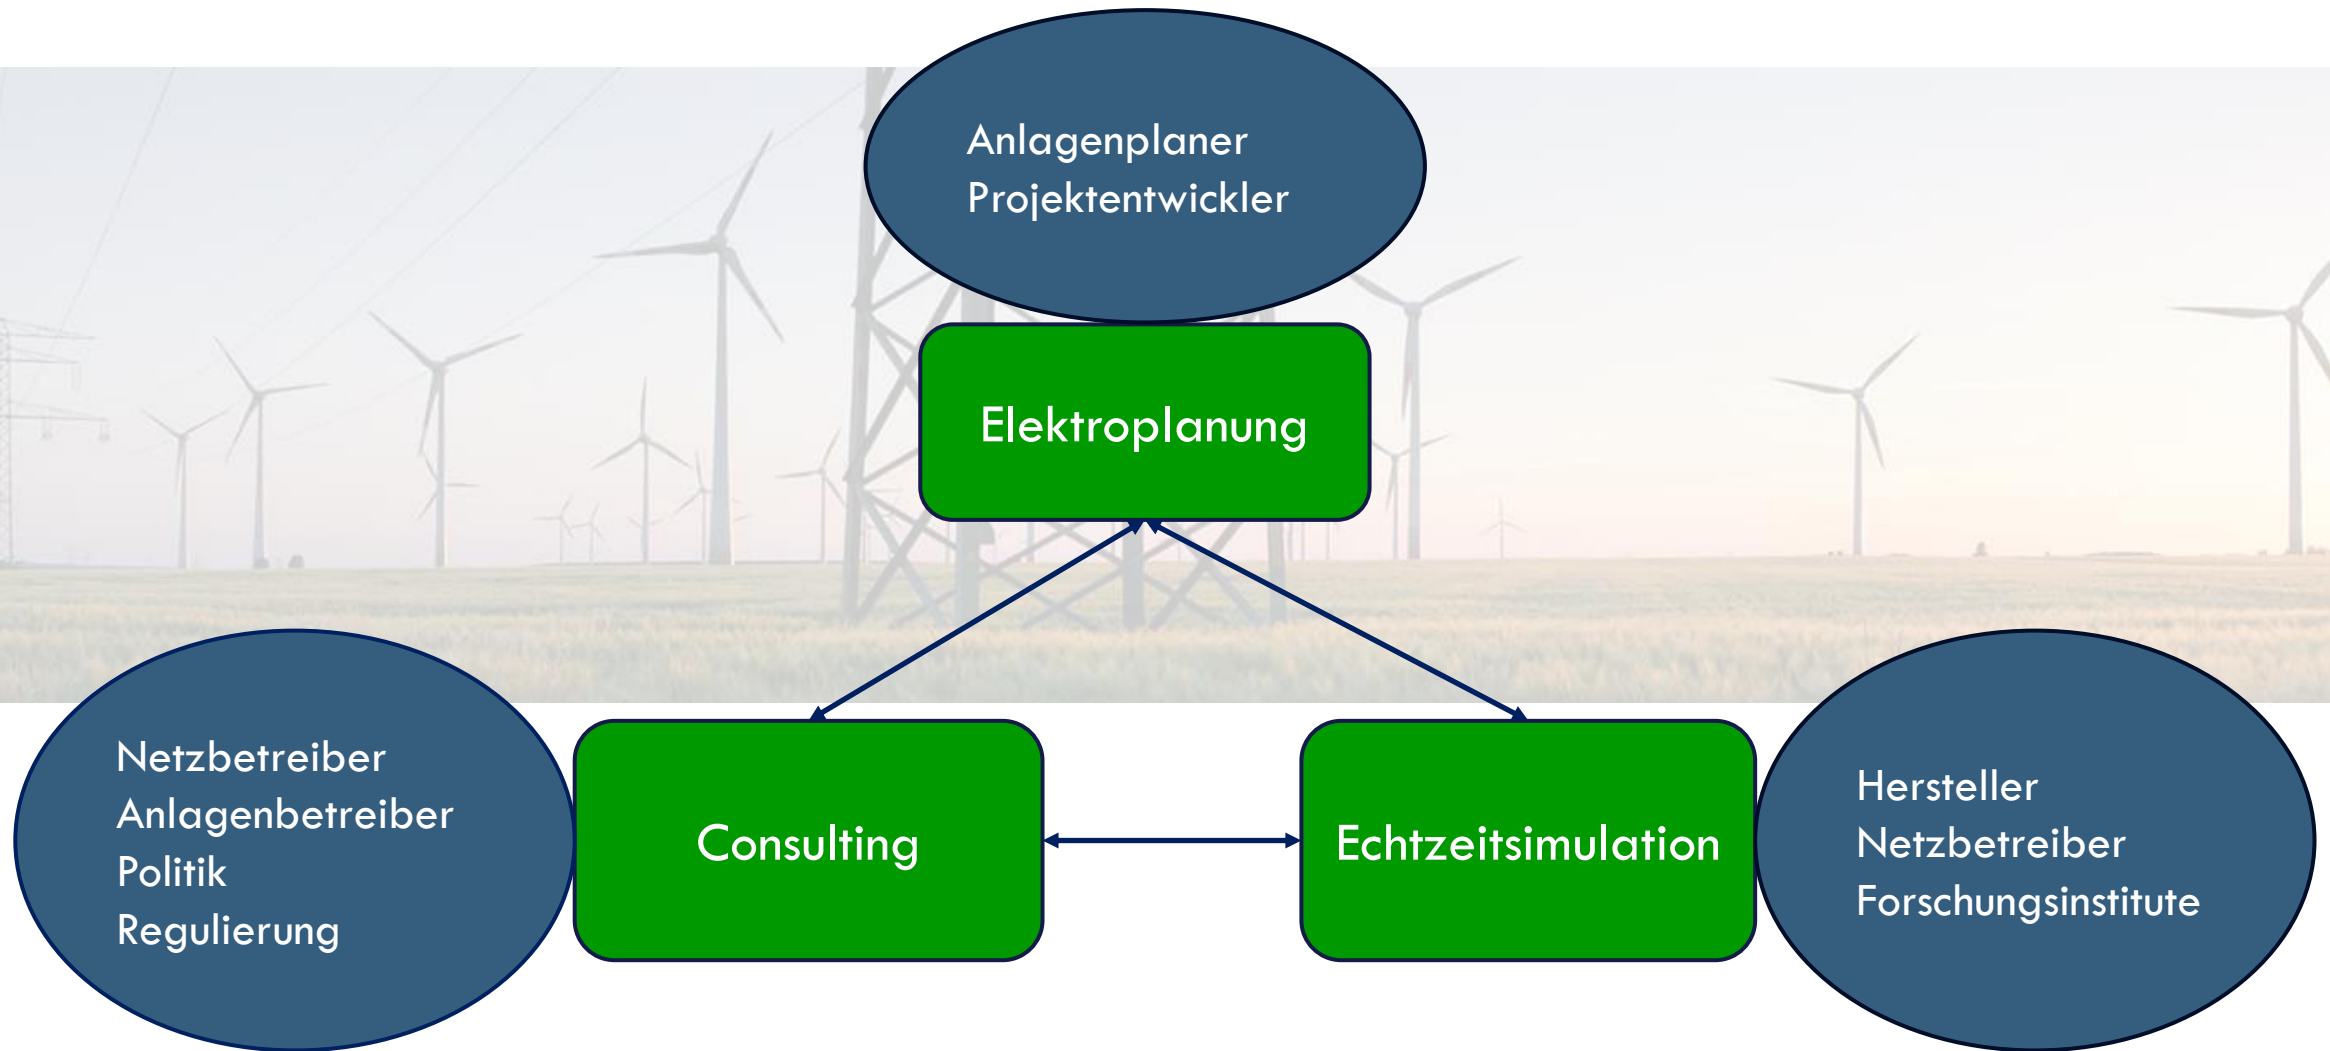 Anlagenplaner
Projektentwickler
Elektroplanung
Netzbetreiber
Anlagenbetreiber
Politik
Regulierung
Consulting
Echtzeitsimulation
Hersteller
Netzbetreiber
Forschungsinstitute